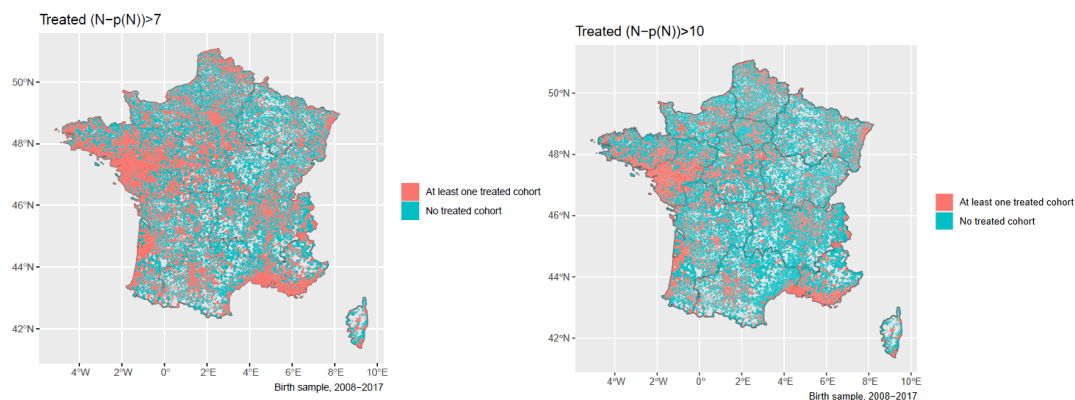 Treated (N−p(N))>7
50°N
48°N
46°N
44°N
42°N
4°W
2°W
0°
2°E
4°E
6°E
8°E
10°E
Birth sample, 2008−2017
At least one treated cohort
No treated cohort
Treated (N−p(N))>10
50°N
48°N
46°N
44°N
42°N
4°W
2°W
0°
2°E
4°E
6°E
8°E
10°E
Birth sample, 2008−2017
At least one treated cohort
No treated cohort